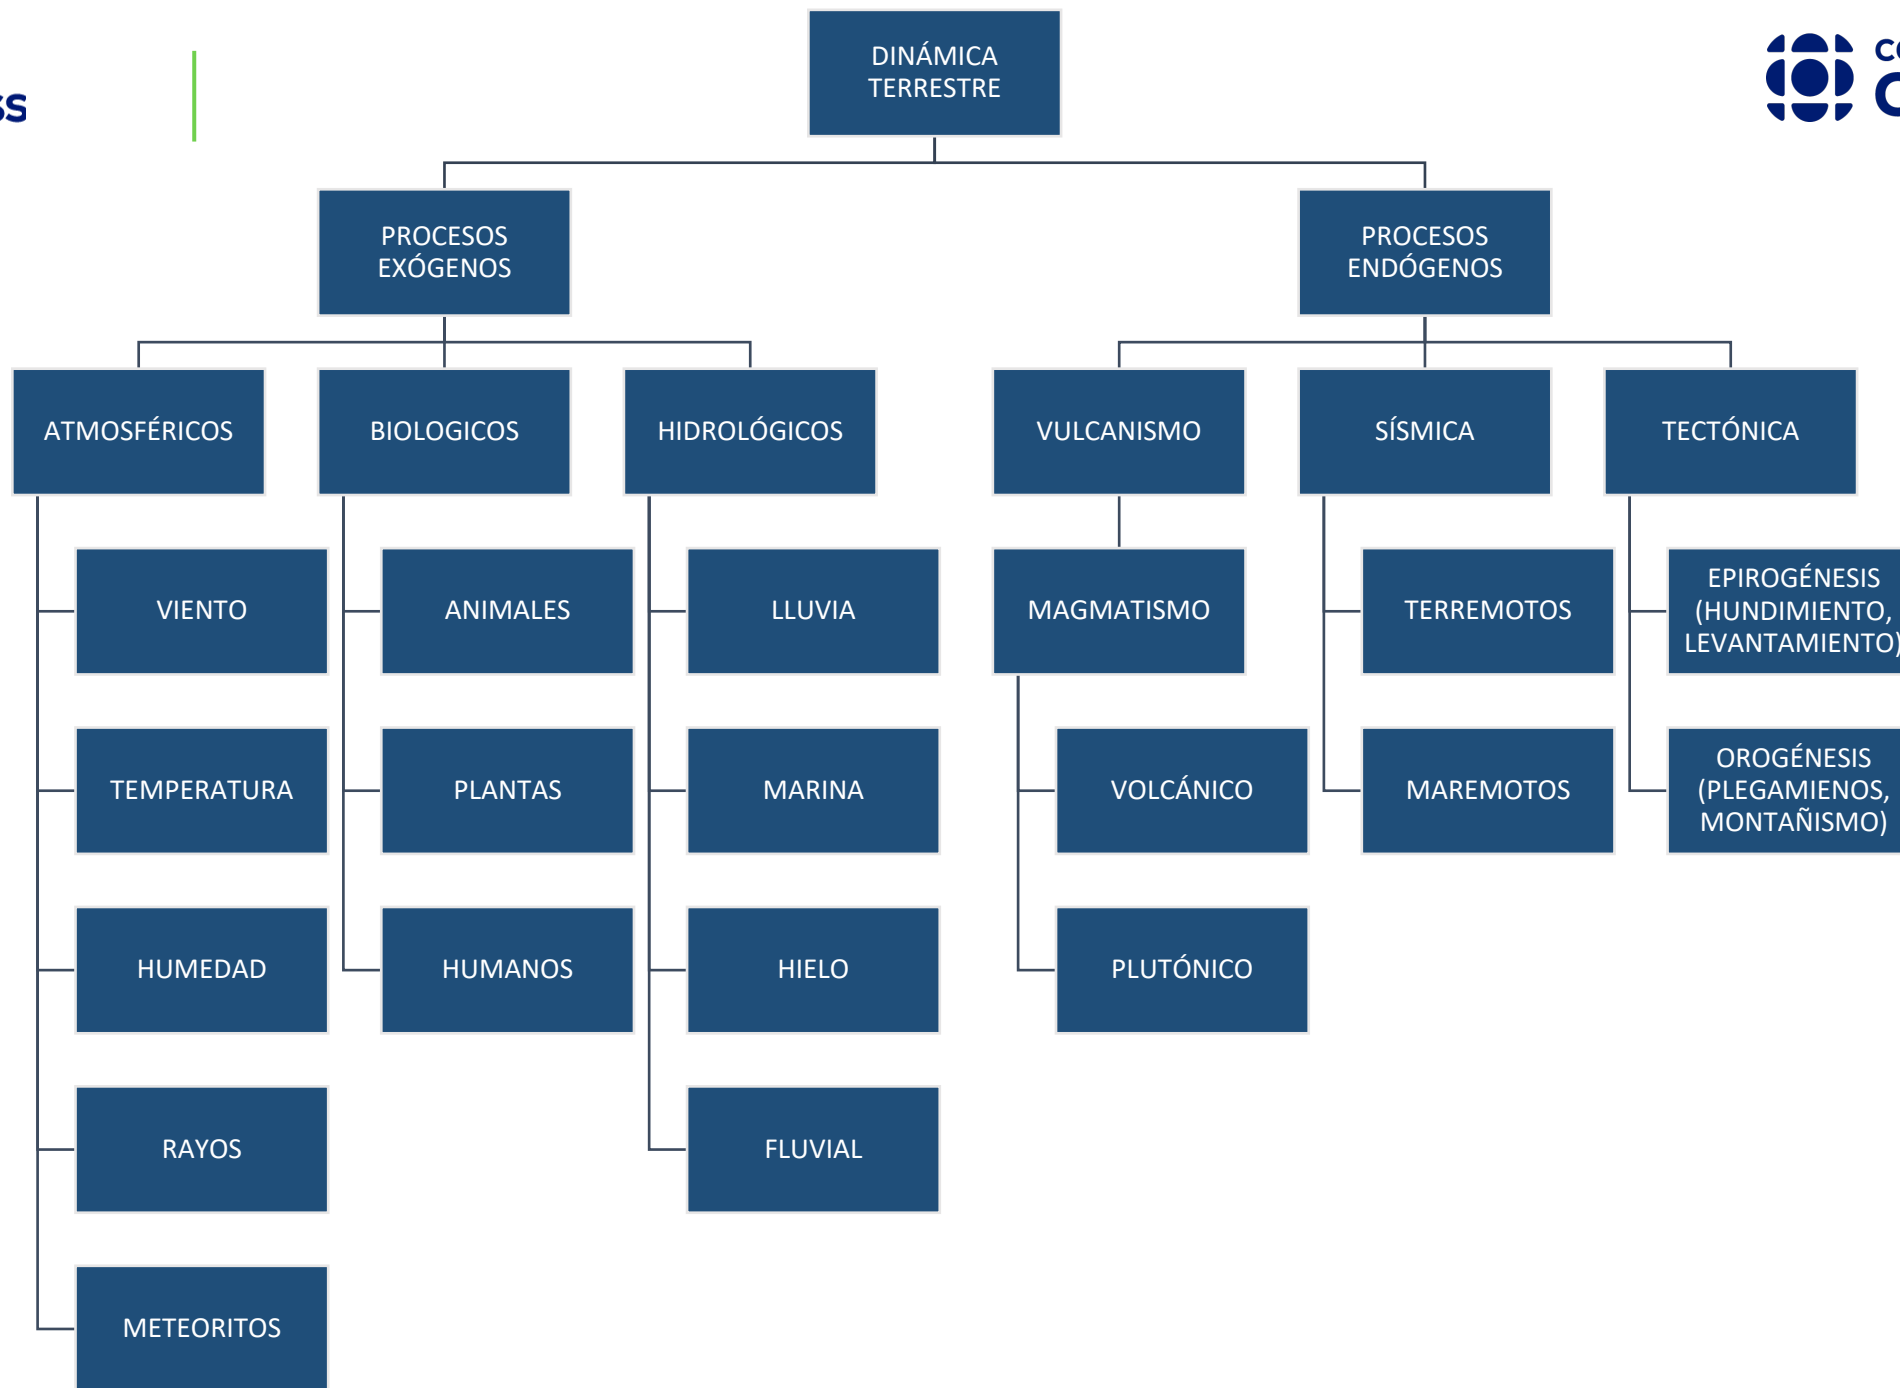 DINÁMICA
TERRESTRE
PROCESOS
EXÓGENOS
PROCESOS
ENDÓGENOS
ATMOSFÉRICOS
BIOLOGICOS
HIDROLÓGICOS
VULCANISMO
SÍSMICA
TECTÓNICA
VIENTO
ANIMALES
LLUVIA
MAGMATISMO
TERREMOTOS
EPIROGÉNESIS
(HUNDIMIENTO,
LEVANTAMIENTO)
TEMPERATURA
PLANTAS
MARINA
VOLCÁNICO
MAREMOTOS
OROGÉNESIS
(PLEGAMIENOS,
MONTAÑISMO)
HUMEDAD
HUMANOS
HIELO
PLUTÓNICO
RAYOS
FLUVIAL
METEORITOS